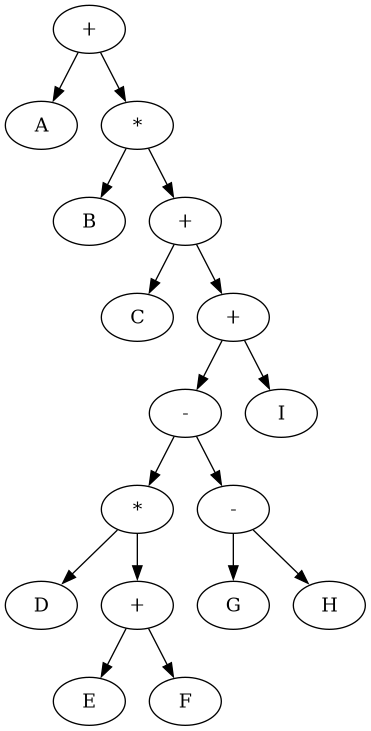 +
A *
B +
C +
- I
* -
D + G H
E F